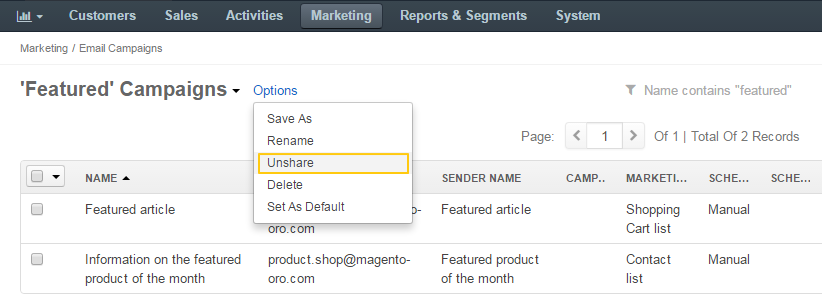 Customers Sales Activities Marketing Reports & Segments System
Marketing / Email Campaigns
'Featured' Campaigns Options Name contains "featured"
Save As
Rename
Unshare
Delete
Set As Default
Page: 1 Of 1 | Total Of 2 Records
NAME SENDER NAME CAMP.. MARKETI... SCHE... SCHE...
Featured article oro.com Featured article Shopping Cart list Manual
Information on the featured product of the month product.shop@magento-oro.com Featured product of the month Contact list Manual